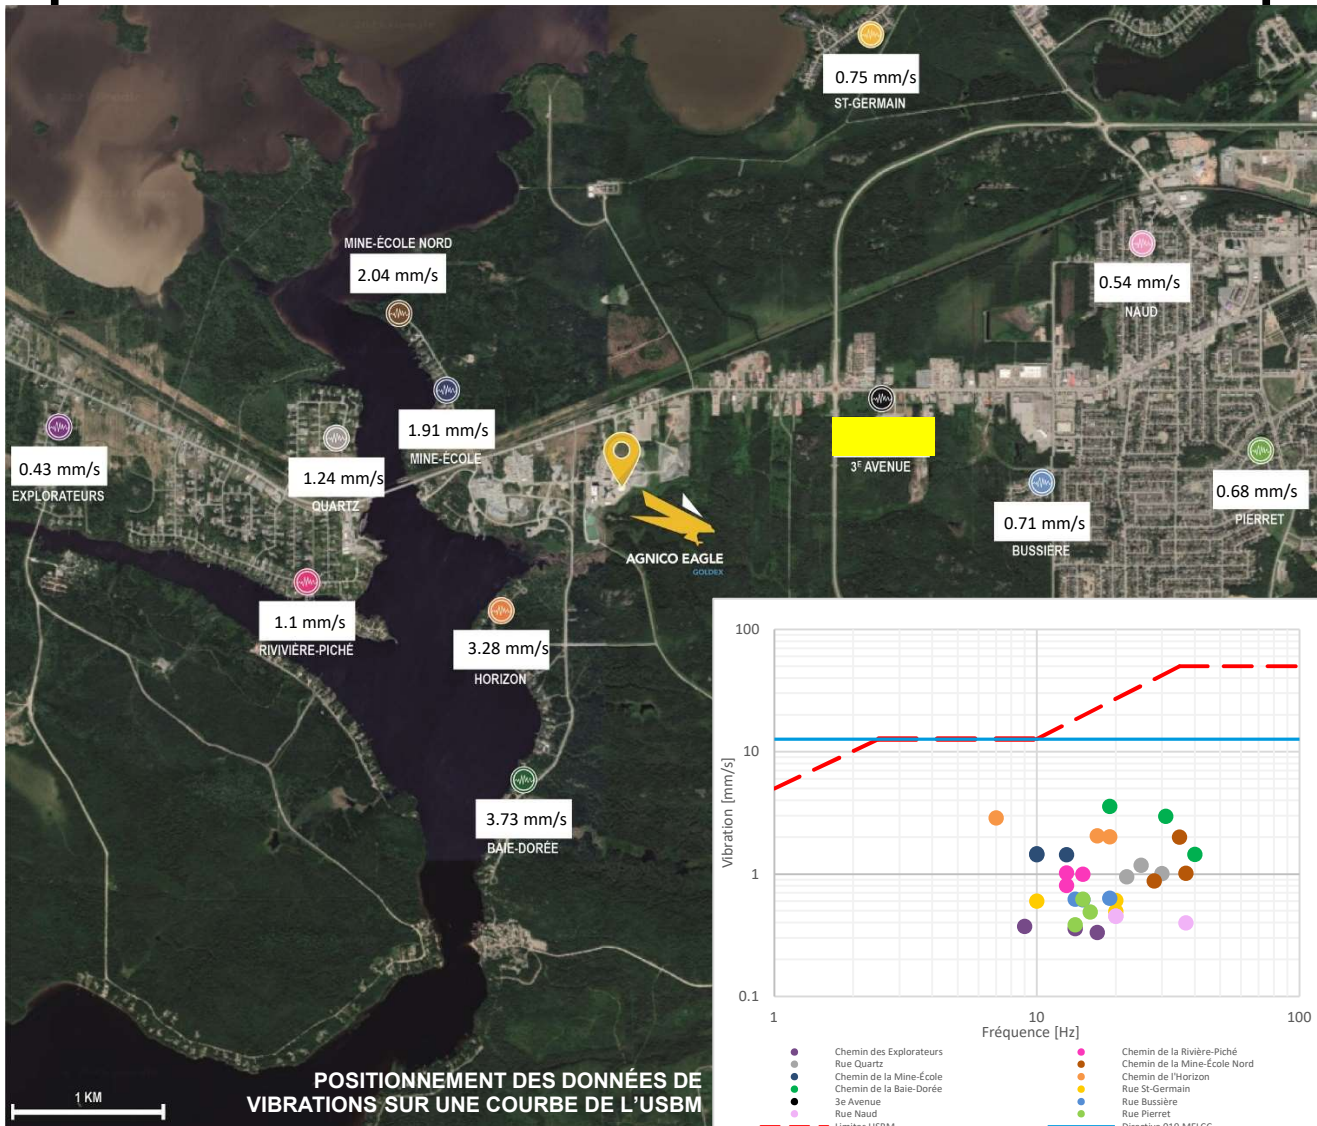 0.75 mm/s
ST-GERMAIN
MINE-ÉCOLE NORD
2.04 mm/s
0.54 mm/s
NAUD
1.91 mm/s
MINE-ÉCOLE
0.43 mm/s
EXPLORATEURS
1.24 mm/s
QUARTZ
3E AVENUE
0.68 mm/s
PIERRET
0.71 mm/s
BUSSIÈRE
AGNICO EAGLE
GOLDEX
1.1 mm/s
RIVIVIÈRE-PICHÉ
3.28 mm/s
HORIZON
3.73 mm/s
BAIE-DORÉE
100
10
1
0.1
Vibration [mm/s]
1
10
100
Fréquence [Hz]
Chemin des Explorateurs
Chemin de la Rivière-Piché
Rue Quartz
Chemin de la Mine-École Nord
Chemin de la Mine-École
Chemin de l'Horizon
Chemin de la Baie-Dorée
Rue St-Germain
3e Avenue
Rue Bussière
Rue Naud
Rue Pierret
Limites USBM
Directive 019 MELCC
POSITIONNEMENT DES DONNÉES DE
VIBRATIONS SUR UNE COURBE DE L'USBM
1 KM